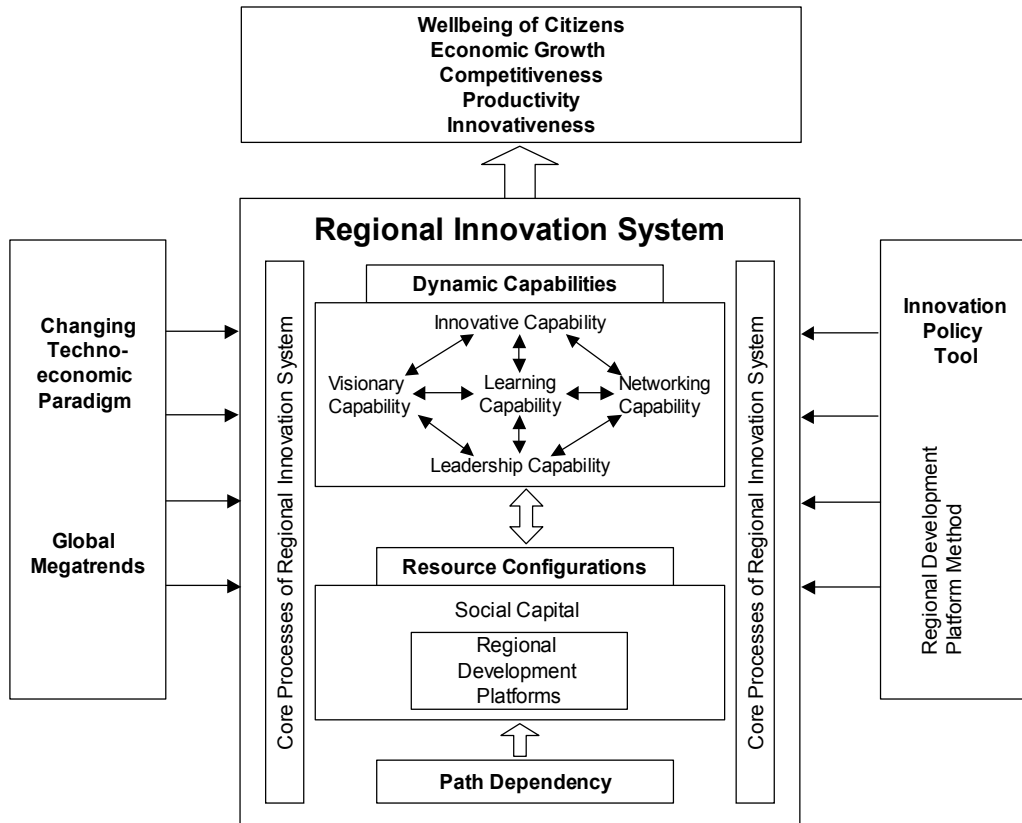 Wellbeing of Citizens
Economic Growth
Competitiveness
Productivity
Innovativeness
Regional Innovation System
Changing
Techno-
economic
Paradigm
Global
Megatrends
Core Processes of Regional Innovation System
Dynamic Capabilities
Innovative Capability
Visionary
Capability
Learning
Capability
Networking
Capability
Leadership Capability
Resource Configurations
Social Capital
Regional
Development
Platforms
Path Dependency
Core Processes of Regional Innovation System
Innovation
Policy
Tool
Regional Development
Platform Method